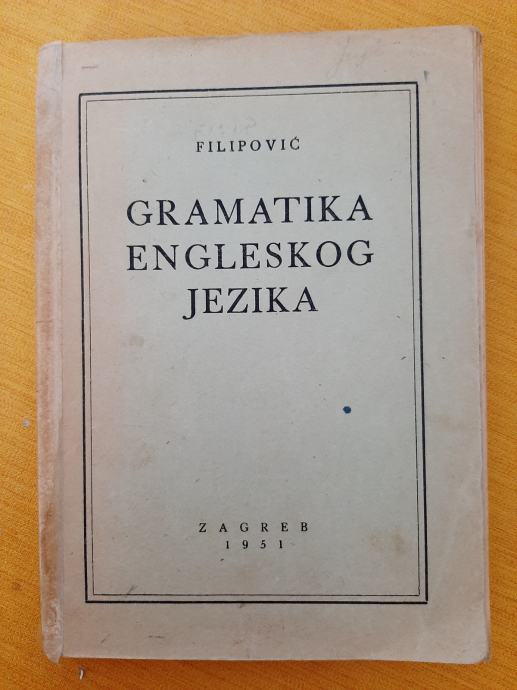 FILIPOVIĆ
GRAMATIKA
ENGLESKOG
JEZIKA
ZAGREB
1951